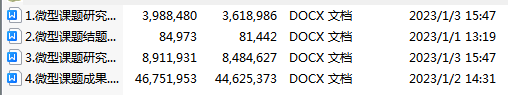 1.微型课题研究... 3,988,480 3,618,986 DOCX 文档 2023/1/3 15:47
2.微型课题结题... 84,973 81,442 DOCX 文档 2023/1/1 13:19
3.微型课题研究... 8,911,931 8,484,627 DOCX 文档 2023/1/3 15:47
4.微型课题成果... 46,751,953 44,625,373 DOCX 文档 2023/1/2 14:31